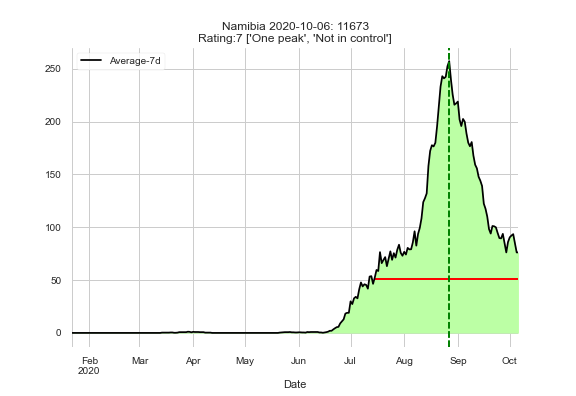 Namibia 2020-10-06: 11673
Rating:7 ['One peak', 'Not in control']
Average-7d
250
200
150
100
50
0
Feb
2020
Mar
Apr
May
Jun
Jul
Aug
Sep
Oct
Date